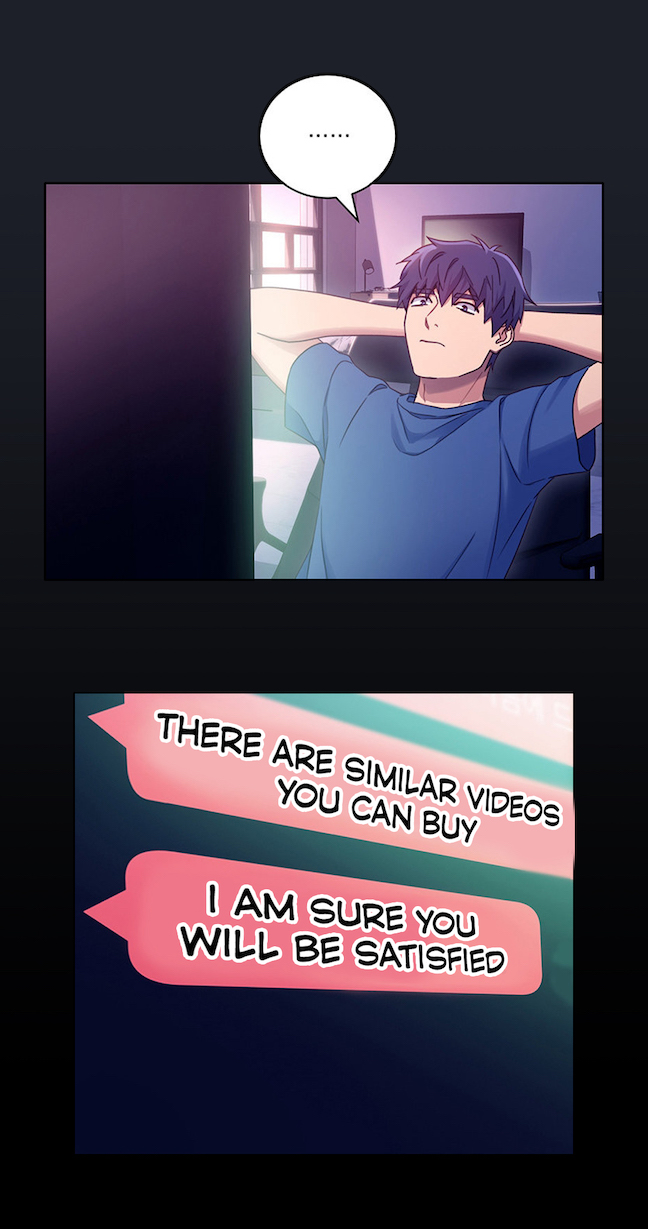 ......
THERE ARE SIMILAR VIDEOS
YOU CAN BUY
I AM SURE YOU
WILL BE SATISFIED